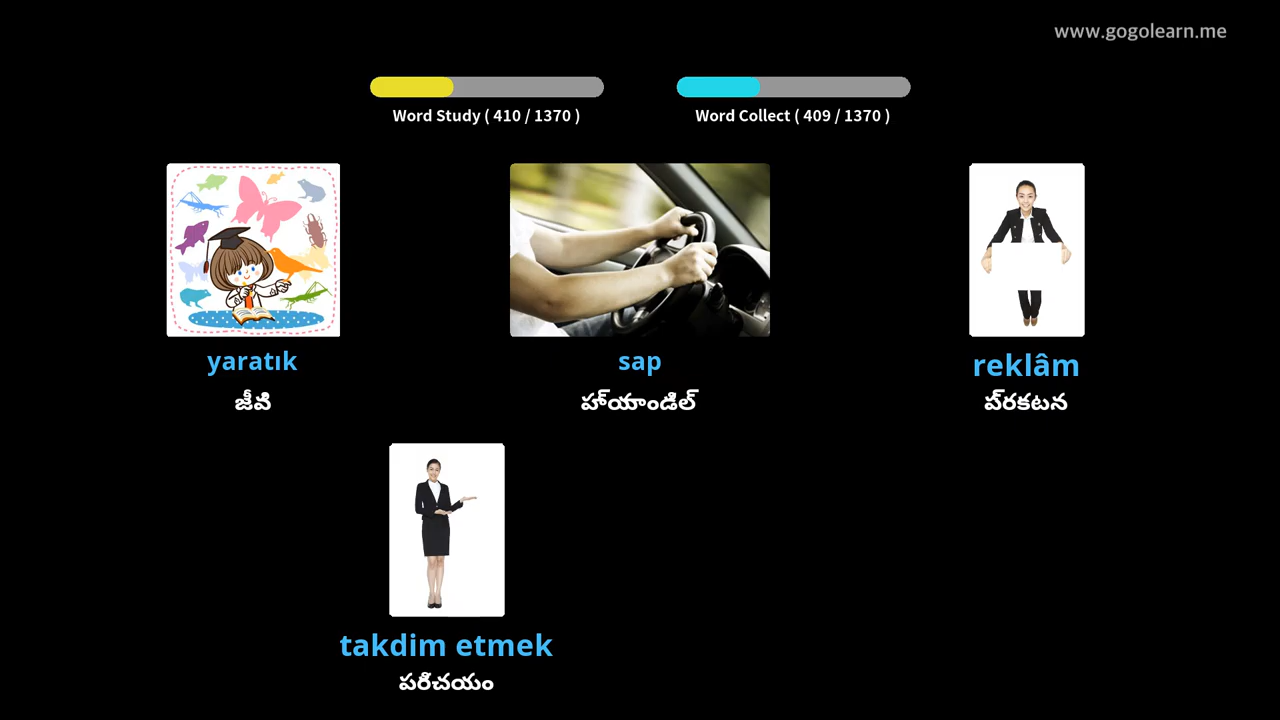 www.gogolearn.me
Word Study ( 410 / 1370 )
Word Collect ( 409 / 1370 )
yaratık
sap
reklâm
జీవి
హ్యాండిల్
ప్రకటన
takdim etmek
పరిచయం